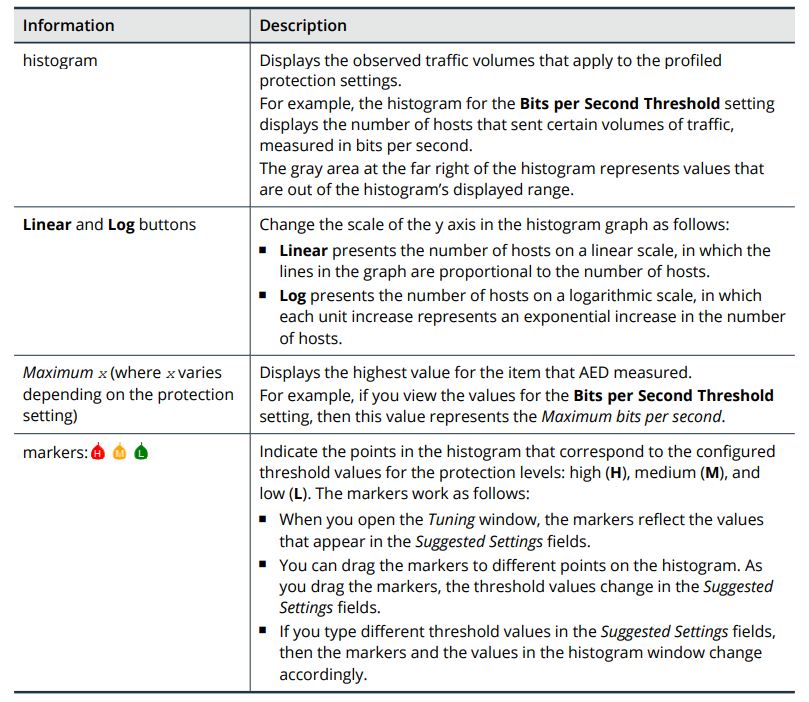 Information Description
histogram
Displays the observed traffic volumes that apply to the profiled
protection settings.
For example, the histogram for the Bits per Second Threshold setting
displays the number of hosts that sent certain volumes of traffic,
measured in bits per second.
The gray area at the far right of the histogram represents values that
are out of the histogram's displayed range.
Linear and Log buttons
Change the scale of the y axis in the histogram graph as follows:
■ Linear presents the number of hosts on a linear scale, in which the
lines in the graph are proportional to the number of hosts.
■ Log presents the number of hosts on a logarithmic scale, in which
each unit increase represents an exponential increase in the number
of hosts.
Maximum x (where x varies
depending on the protection
setting)
Displays the highest value for the item that AED measured.
For example, if you view the values for the Bits per Second Threshold
setting, then this value represents the Maximum bits per second.
markers: H M L
Indicate the points in the histogram that correspond to the configured
threshold values for the protection levels: high (H), medium (M), and
low (L). The markers work as follows:
■ When you open the Tuning window, the markers reflect the values
that appear in the Suggested Settings fields.
■ You can drag the markers to different points on the histogram. As
you drag the markers, the threshold values change in the Suggested
Settings fields.
■ If you type different threshold values in the Suggested Settings fields,
then the markers and the values in the histogram window change
accordingly.